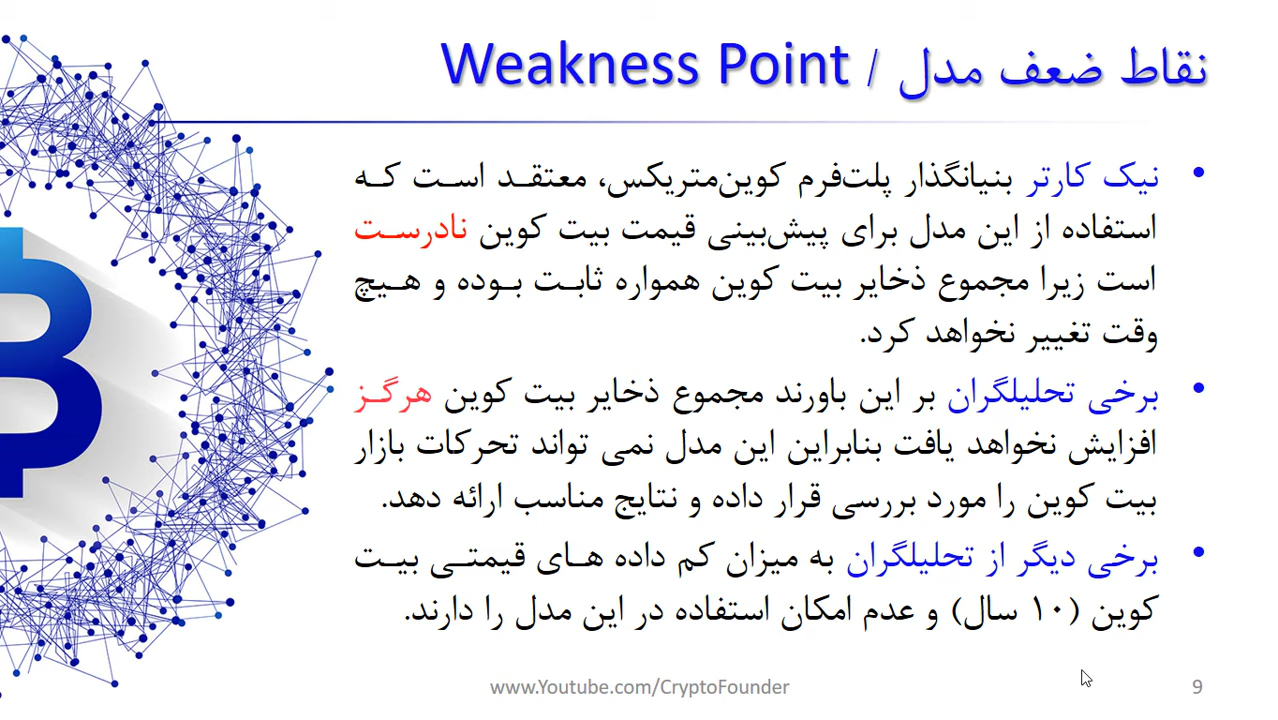 نقاط ضعف مدل / Weakness Point
• نیک کارتر بنیانگذار پلت‌فرم کوین‌متریکس، معتقد است که
استفاده از این مدل برای پیش‌بینی قیمت بیت کوین نادرست
است زیرا مجموع ذخایر بیت کوین همواره ثابت بوده و هیچ
وقت تغییر نخواهد کرد.
• برخی تحلیلگران بر این باورند مجموع ذخایر بیت کوین هرگز
افزایش نخواهد یافت بنابراین این مدل نمی تواند تحرکات بازار
بیت کوین را مورد بررسی قرار داده و نتایج مناسب ارائه دهد.
• برخی دیگر از تحلیلگران به میزان کم داده های قیمتی بیت
کوین (۱۰ سال) و عدم امکان استفاده در این مدل را دارند.
www.Youtube.com/CryptoFounder
9